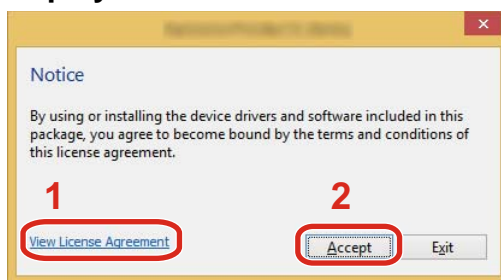 Notice
By using or installing the device drivers and software included in this
package, you agree to become bound by the terms and conditions of
this license agreement.
1
2
View License Agreement
Accept Exit